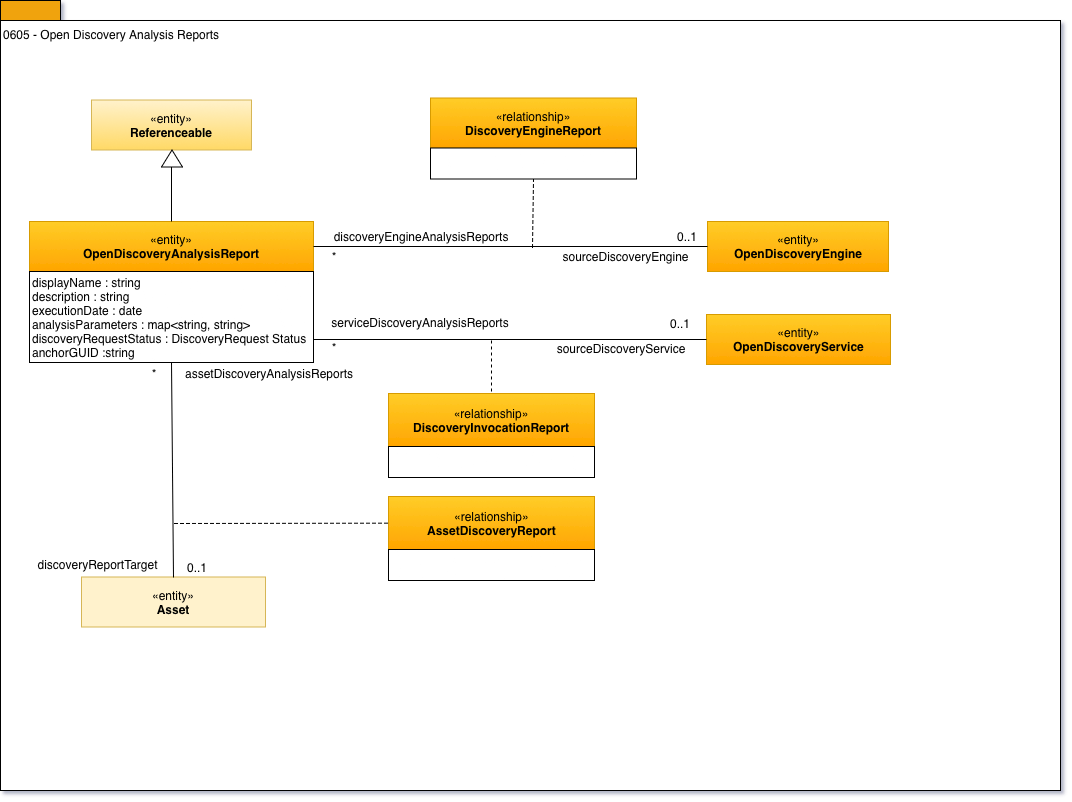 0605 - Open Discovery Analysis Reports
«entity»
Referenceable
«relationship»
DiscoveryEngineReport
«entity»
OpenDiscoveryAnalysisReport
displayName : string
description : string
executionDate : date
analysisParameters : map<string, string>
discoveryRequestStatus : DiscoveryRequest Status
anchorGUID :string
discoveryEngineAnalysisReports
0..1
*
sourceDiscoveryEngine
«entity»
OpenDiscoveryEngine
serviceDiscoveryAnalysisReports
0..1
*
sourceDiscoveryService
«entity»
OpenDiscoveryService
*
assetDiscoveryAnalysisReports
«relationship»
DiscoveryInvocationReport
«relationship»
AssetDiscoveryReport
discoveryReportTarget
0..1
«entity»
Asset